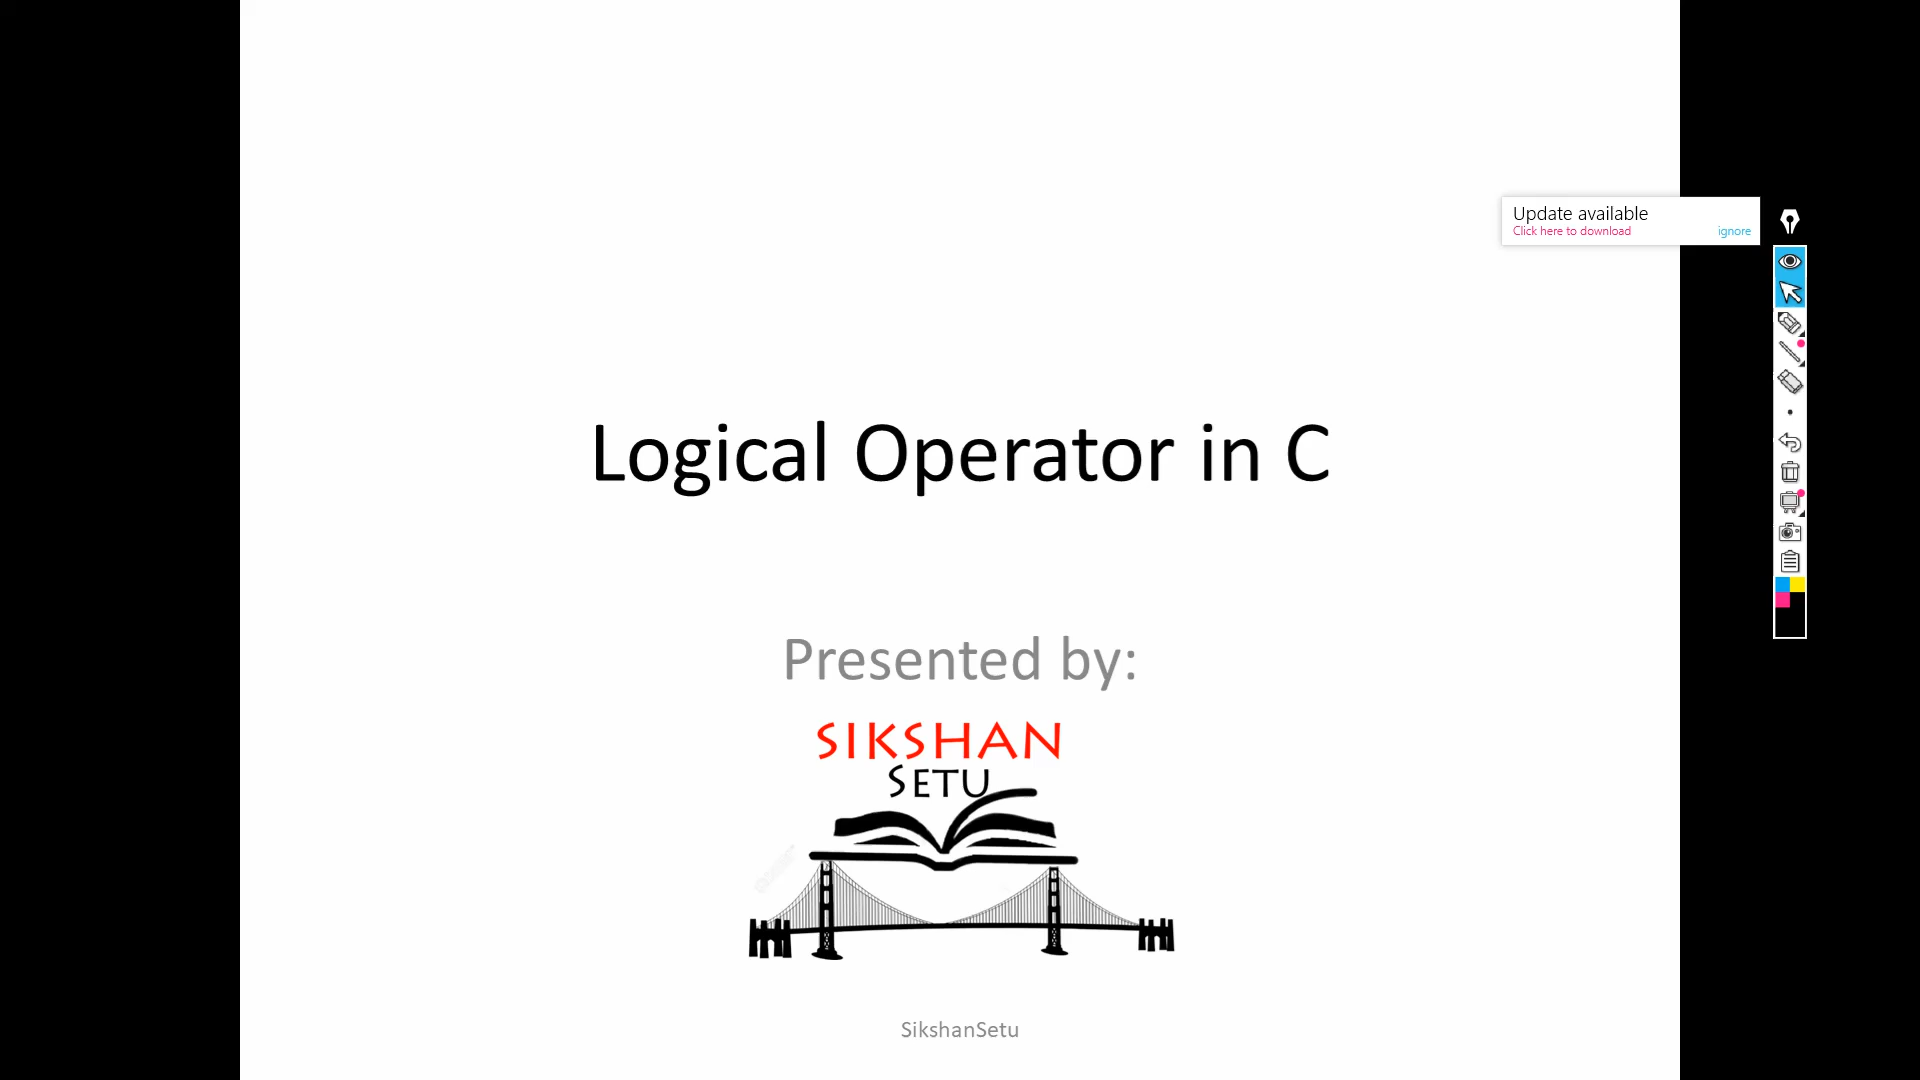 Update available
Click here to download ignore
Logical Operator in C
Presented by:
SIKSHAN
SETU
SikshanSetu